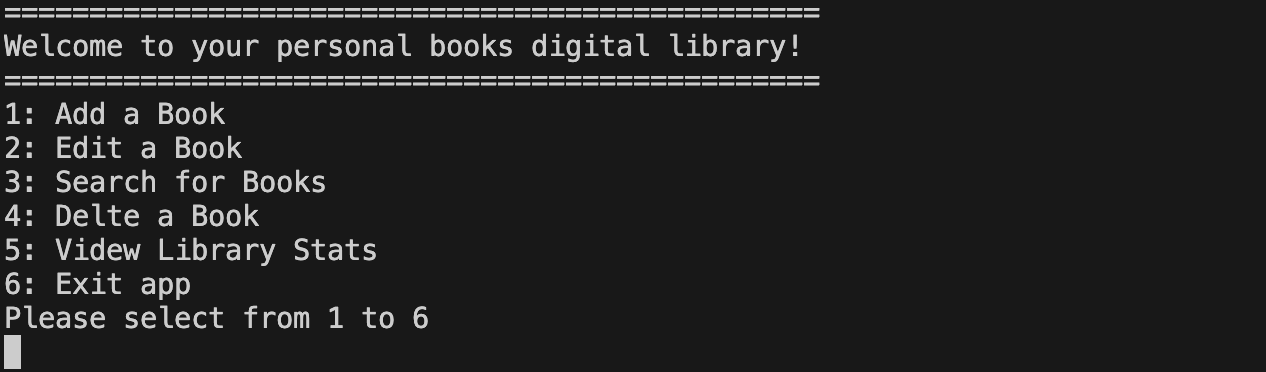 ================================================
Welcome to your personal books digital library!
================================================
1: Add a Book
2: Edit a Book
3: Search for Books
4: Delte a Book
5: Videw Library Stats
6: Exit app
Please select from 1 to 6